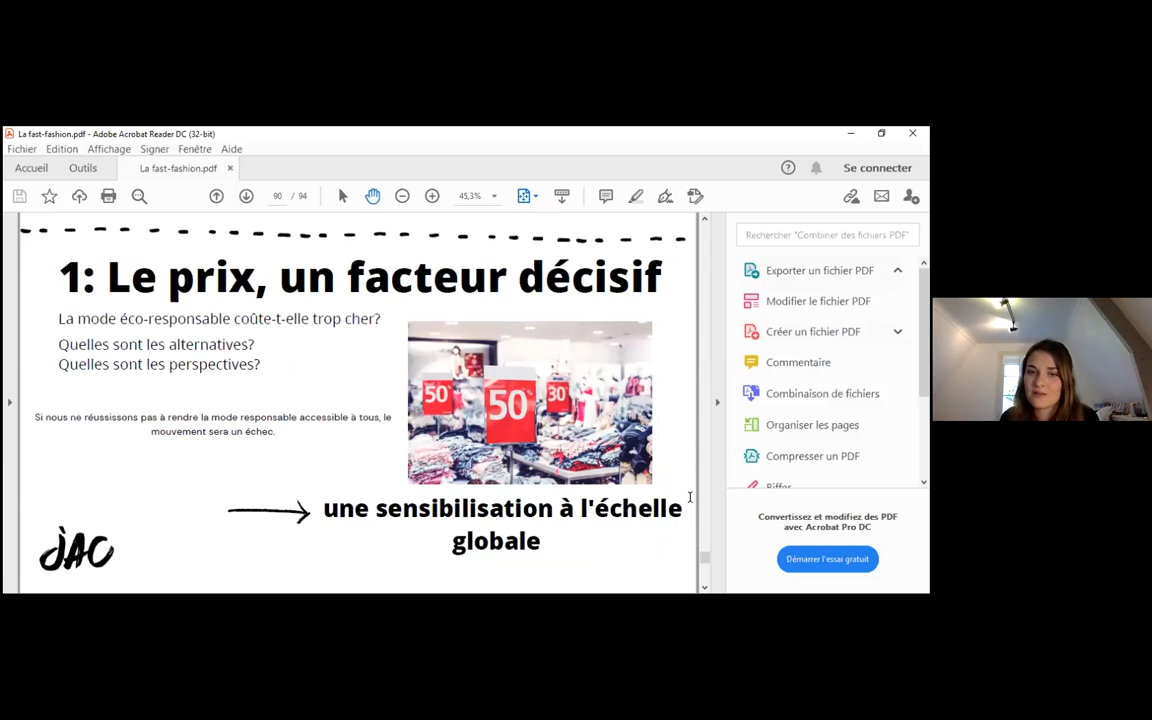 La fast-fashion.pdf - Adobe Acrobat Reader DC (32-bit)
Fichier Edition Affichage Signer Fenêtre Aide
Accueil Outils La fast-fashion.pdf × Se connecter
90 / 94 45,3%
1: Le prix, un facteur décisif
La mode éco-responsable coûte-t-elle trop cher?
Quelles sont les alternatives?
Quelles sont les perspectives?
Si nous ne réussissons pas à rendre la mode responsable accessible à tous, le
mouvement sera un échec.
50% 50% 30%
une sensibilisation à l'échelle
globale
JAC
Rechercher "Combiner des fichiers PDF"
Exporter un fichier PDF
Modifier le fichier PDF
Créer un fichier PDF
Commentaire
Combinaison de fichiers
Organiser les pages
Compresser un PDF
Biffer
Convertissez et modifiez des PDF
avec Acrobat Pro DC
Démarrer l'essai gratuit